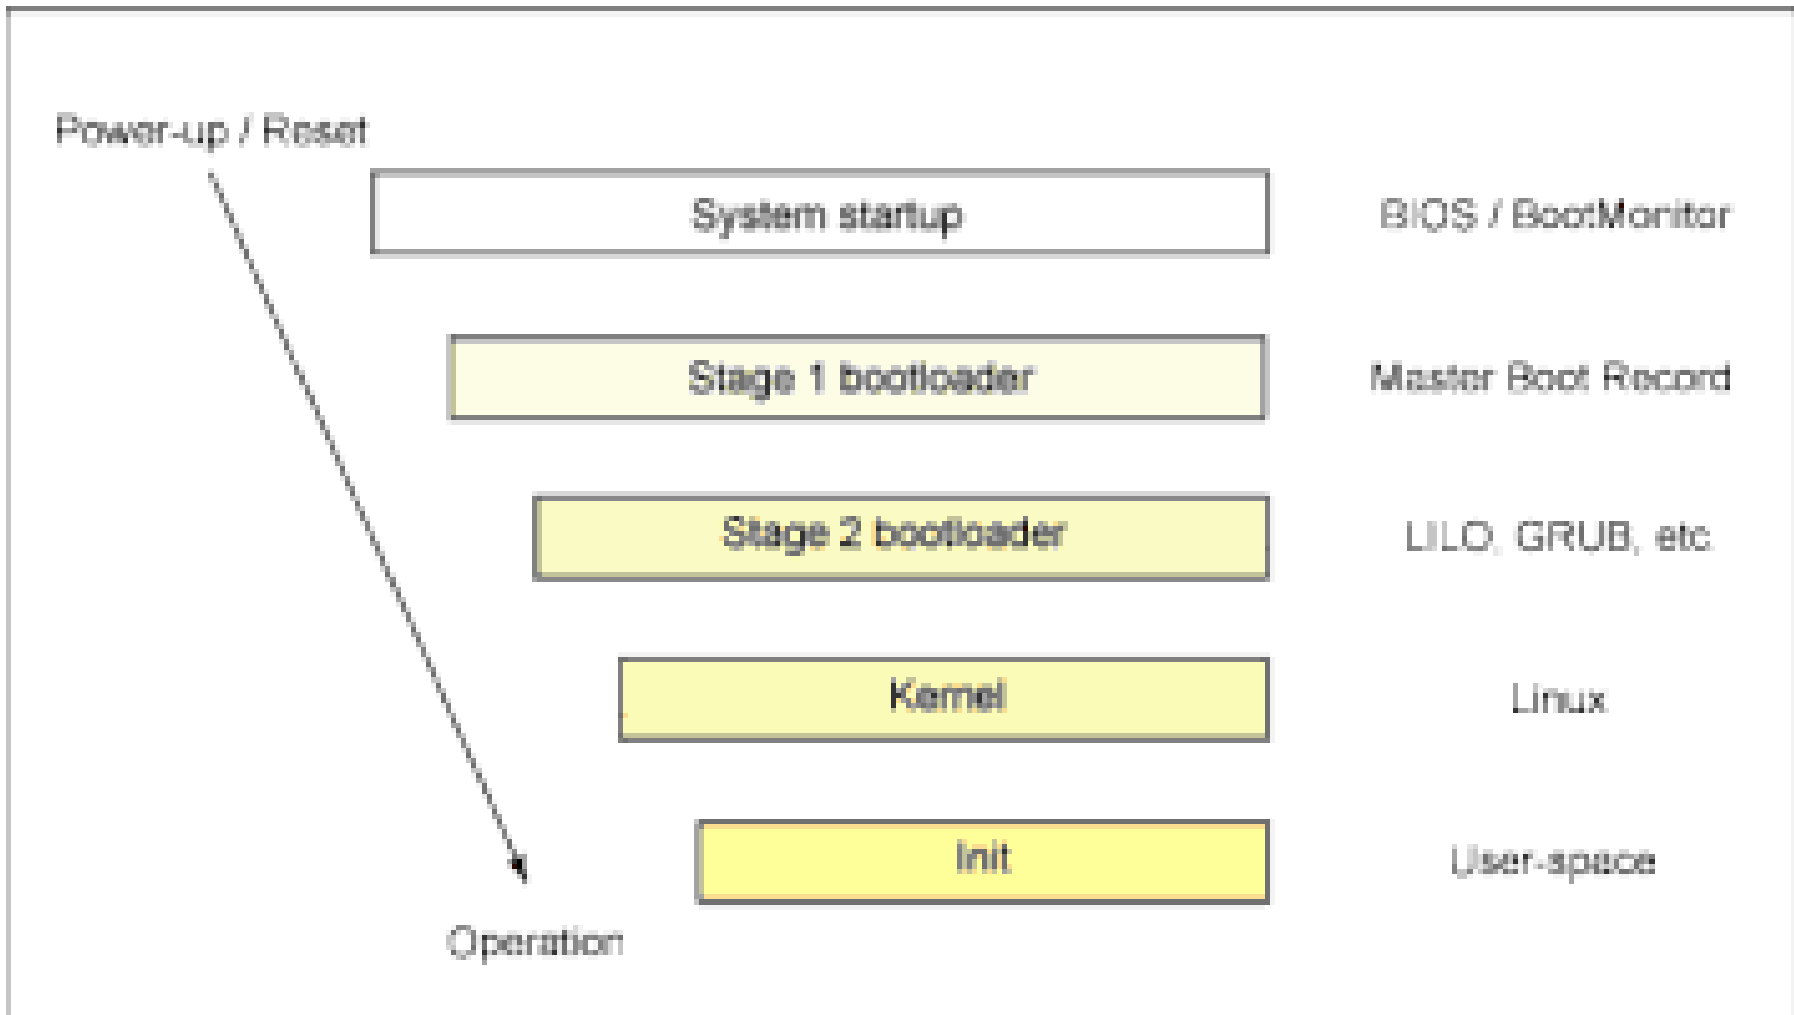 Power-up / Reset
System startup
BIOS / BootMonitor
Stage 1 bootloader
Master Boot Record
Stage 2 bootloader
LILO, GRUB, etc
Kernel
Linux
Init
User-space
Operation